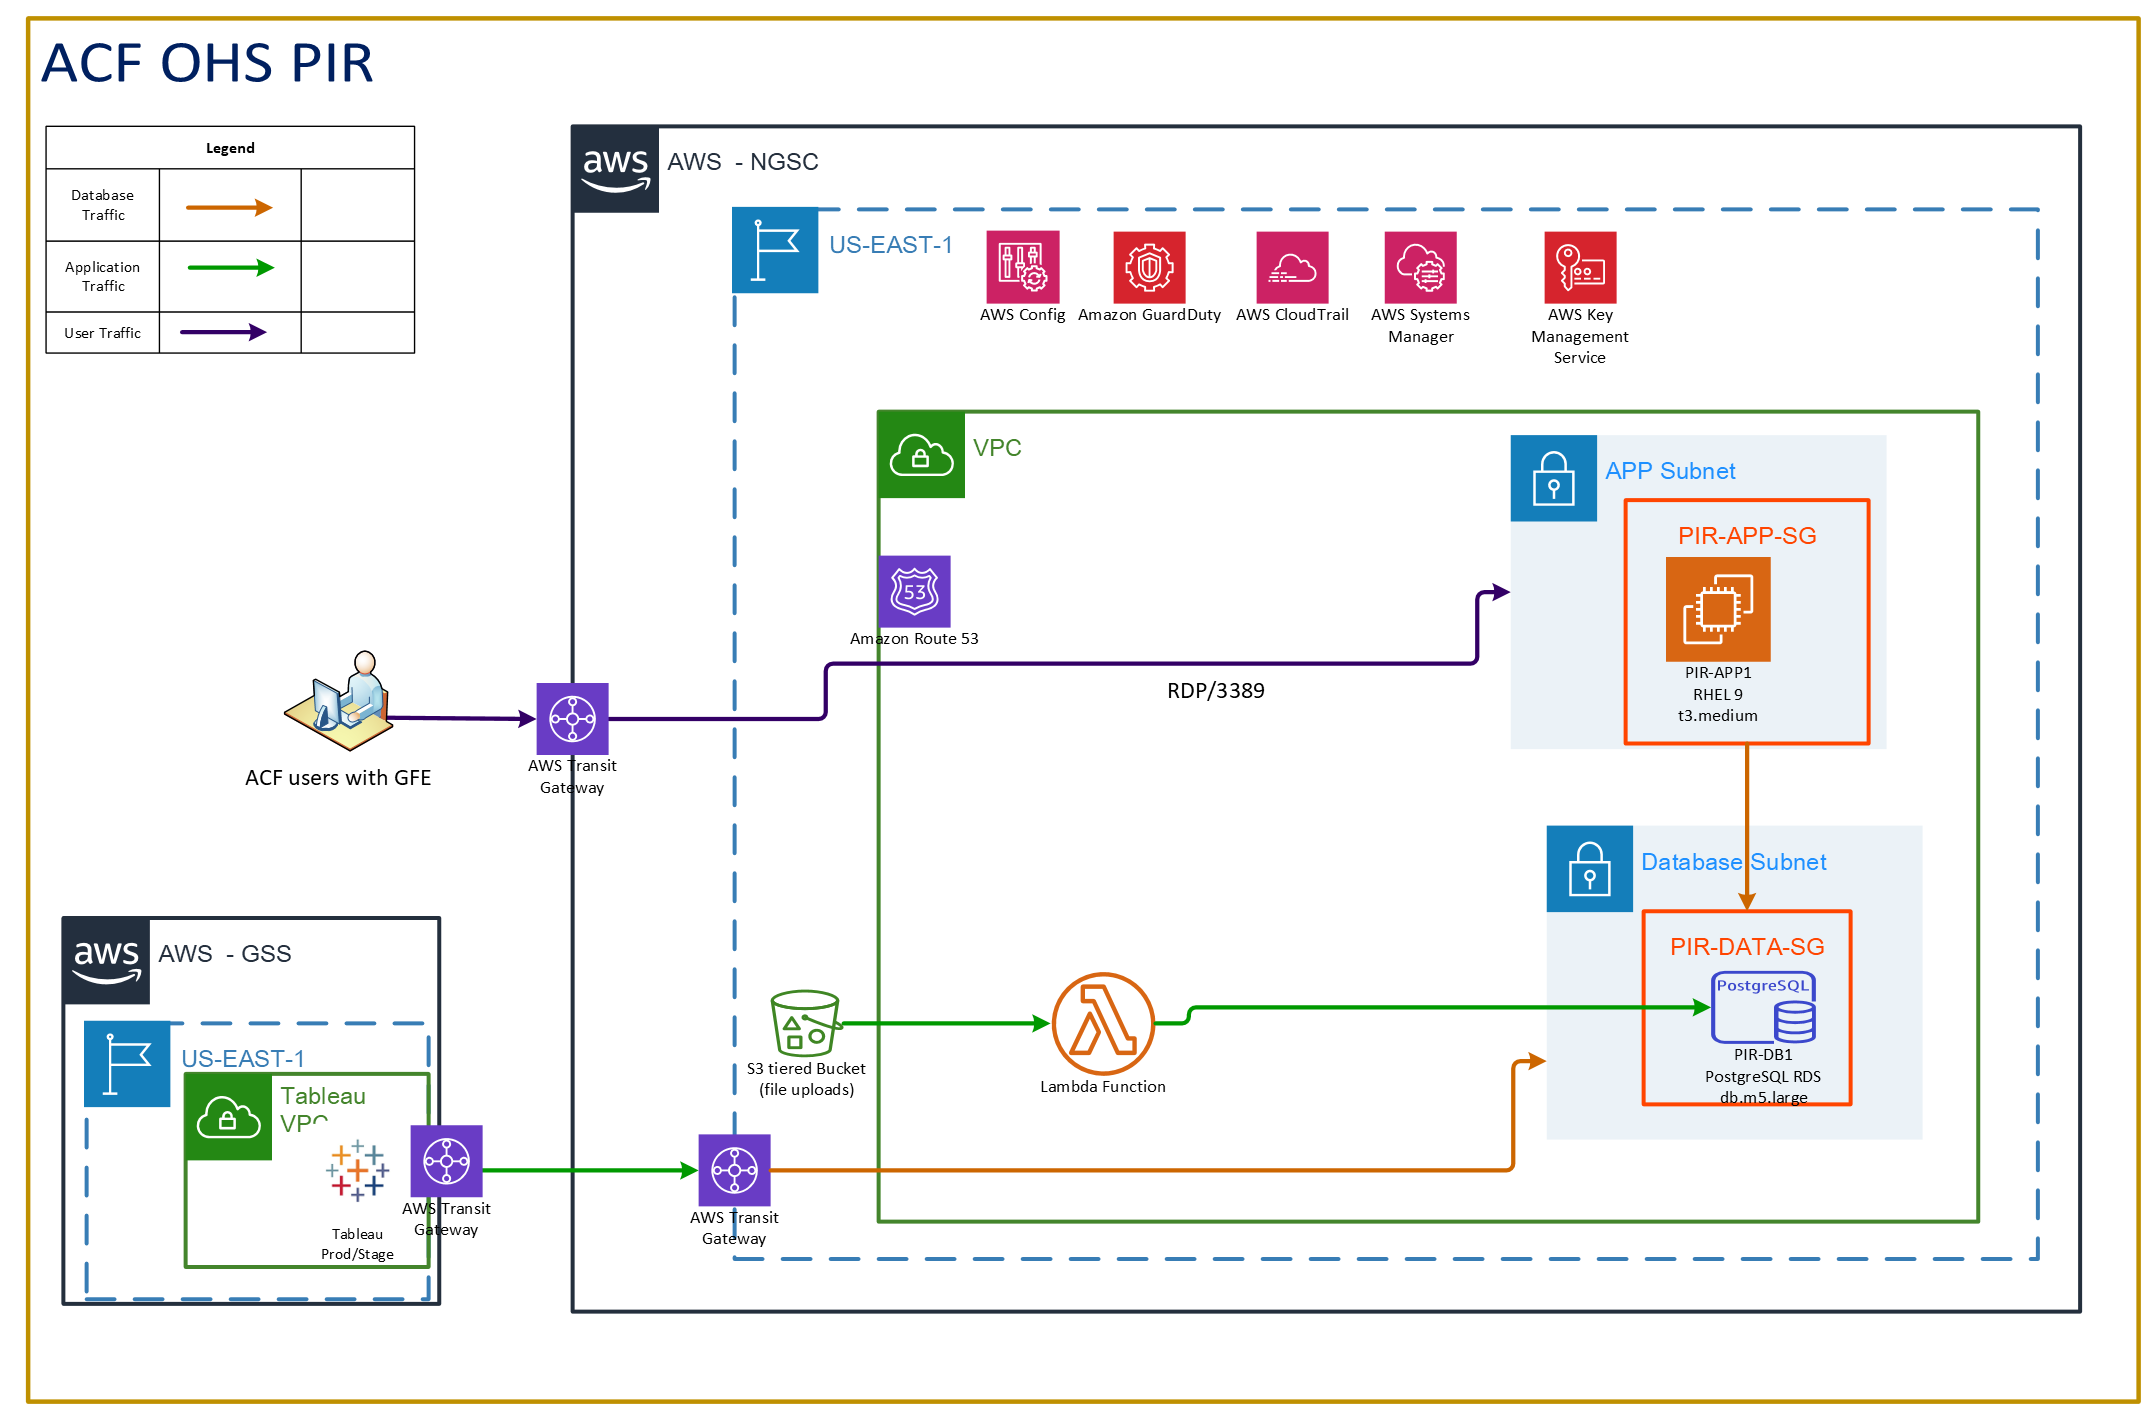 ACF OHS PIR
Legend
Database
Traffic
Application
Traffic
User Traffic
aws
AWS  - NGSC
US-EAST-1
AWS Config
Amazon GuardDuty
AWS CloudTrail
AWS Systems
Manager
AWS Key
Management
Service
VPC
APP Subnet
PIR-APP-SG
PIR-APP1
RHEL 9
t3.medium
53
Amazon Route 53
RDP/3389
ACF users with GFE
AWS Transit
Gateway
Database Subnet
PIR-DATA-SG
PostgreSQL
PIR-DB1
PostgreSQL RDS
db.m5.large
S3 tiered Bucket
(file uploads)
Lambda Function
AWS Transit
Gateway
aws
AWS  - GSS
US-EAST-1
Tableau
VPC
Tableau
Prod/Stage
AWS Transit
Gateway